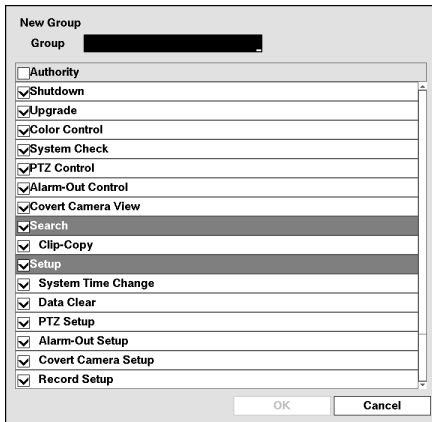 New Group
Group
Authority
Shutdown
Upgrade
Color Control
System Check
PTZ Control
Alarm-Out Control
Covert Camera View
Search
Clip-Copy
Setup
System Time Change
Data Clear
PTZ Setup
Alarm-Out Setup
Covert Camera Setup
Record Setup
OK Cancel